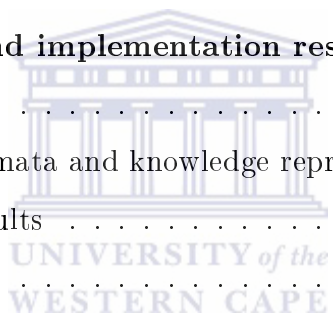 nd implementation res
. . . . . . . . . . . . .
mata and knowledge repr
ults . . . . . . . . . . .
UNIVERSITY of the
. . . . . . . . . . . . .
WESTERN CAPE